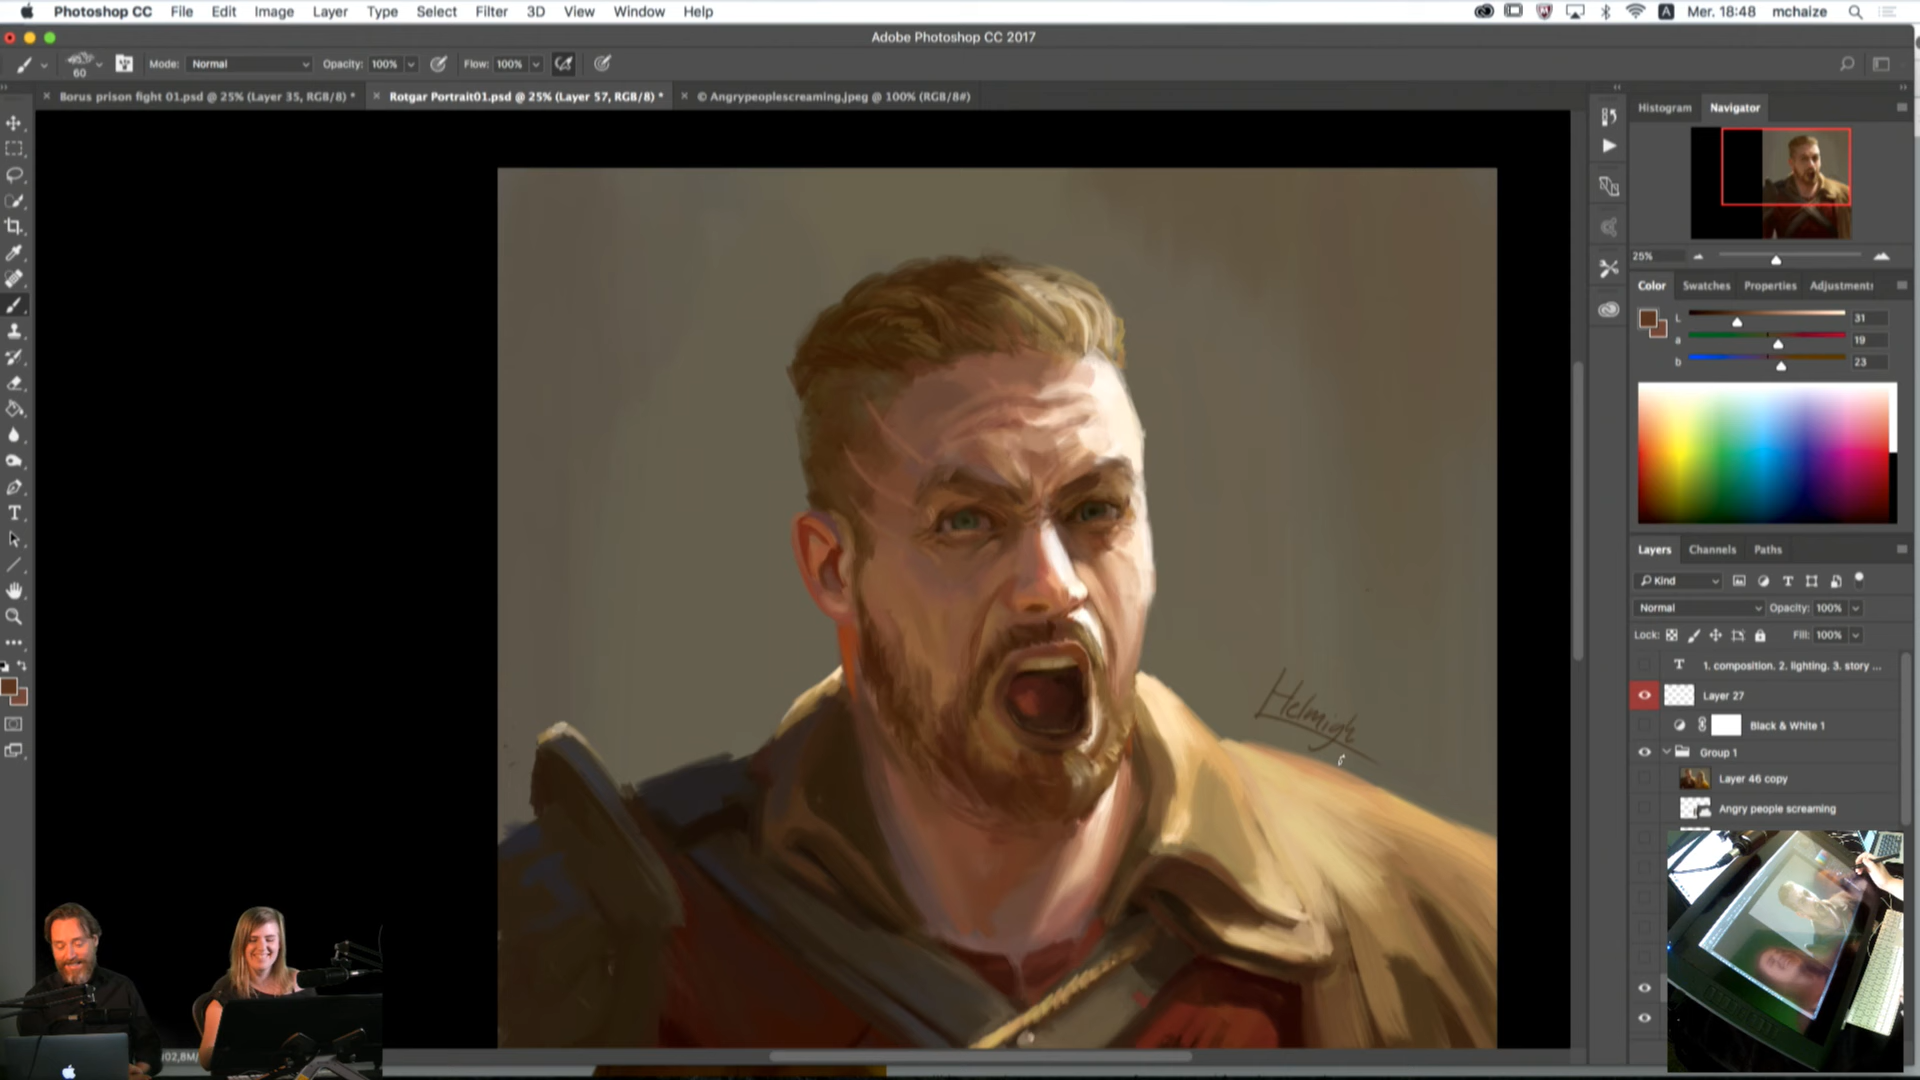 Photoshop CC File Edit Image Layer Type Select Filter 3D View Window Help A Mer. 18:48 mchaize
Adobe Photoshop CC 2017
60 Mode: Normal Opacity: 100% Flow: 100%
Borus prison fight 01.psd @ 25% (Layer 35, RGB/8) * Rotgar Portrait01.psd @ 25% (Layer 57, RGB/8) * © Angrypeoplescreaming.jpeg @ 100% (RGB/8#)
Histogram Navigator
25%
Color Swatches Properties Adjustments
L 31
a 19
b 23
Layers Channels Paths
Kind
Normal Opacity: 100%
Lock: Fill: 100%
T 1. composition. 2. lighting. 3. story ...
Layer 27
Black & White 1
Group 1
Layer 46 copy
Angry people screaming
Helmigh
02,8M/